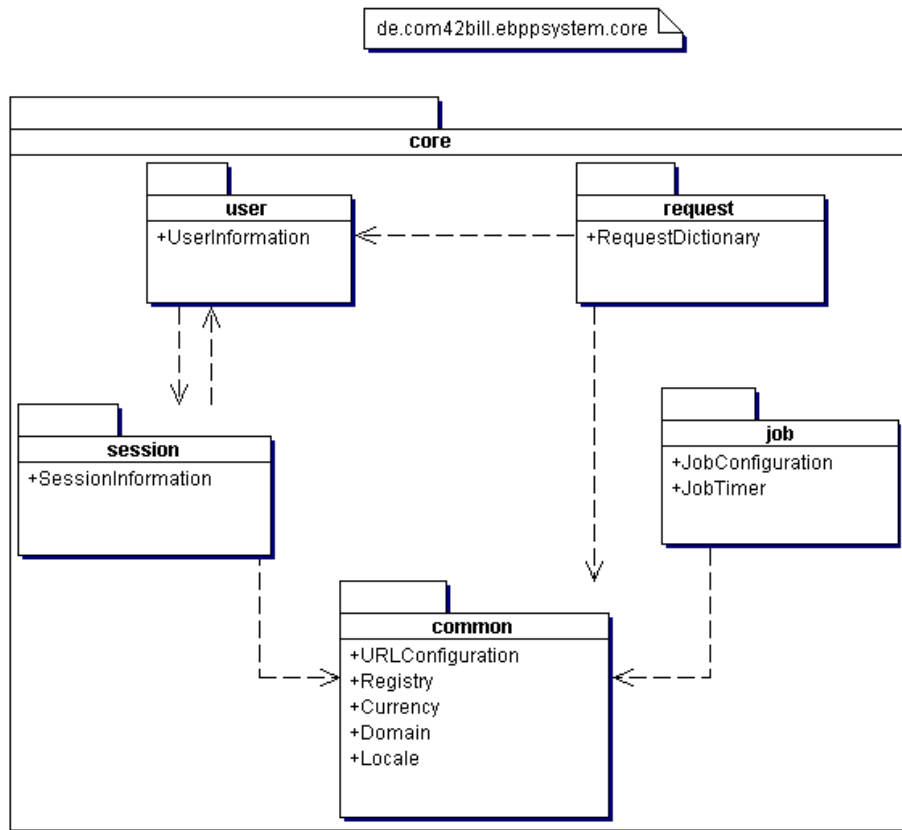 de.com42bill.ebppsystem.core
core
user
+UserInformation
request
+RequestDictionary
session
+SessionInformation
job
+JobConfiguration
+JobTimer
common
+URLConfiguration
+Registry
+Currency
+Domain
+Locale